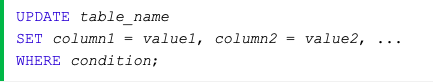 UPDATE table_name
SET column1 = value1, column2 = value2, ...
WHERE condition;